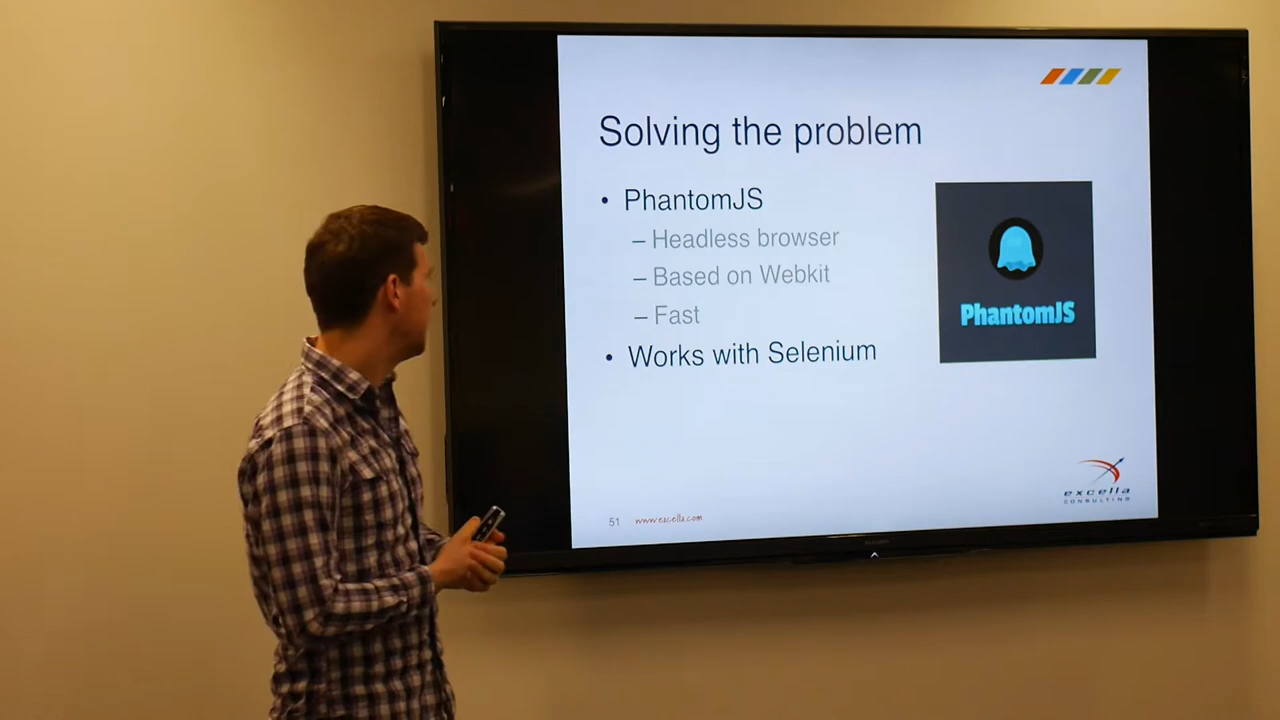 Solving the problem
• PhantomJS
– Headless browser
– Based on Webkit
– Fast
• Works with Selenium
PhantomJS
excella
CONSULTING
51 www.excella.com